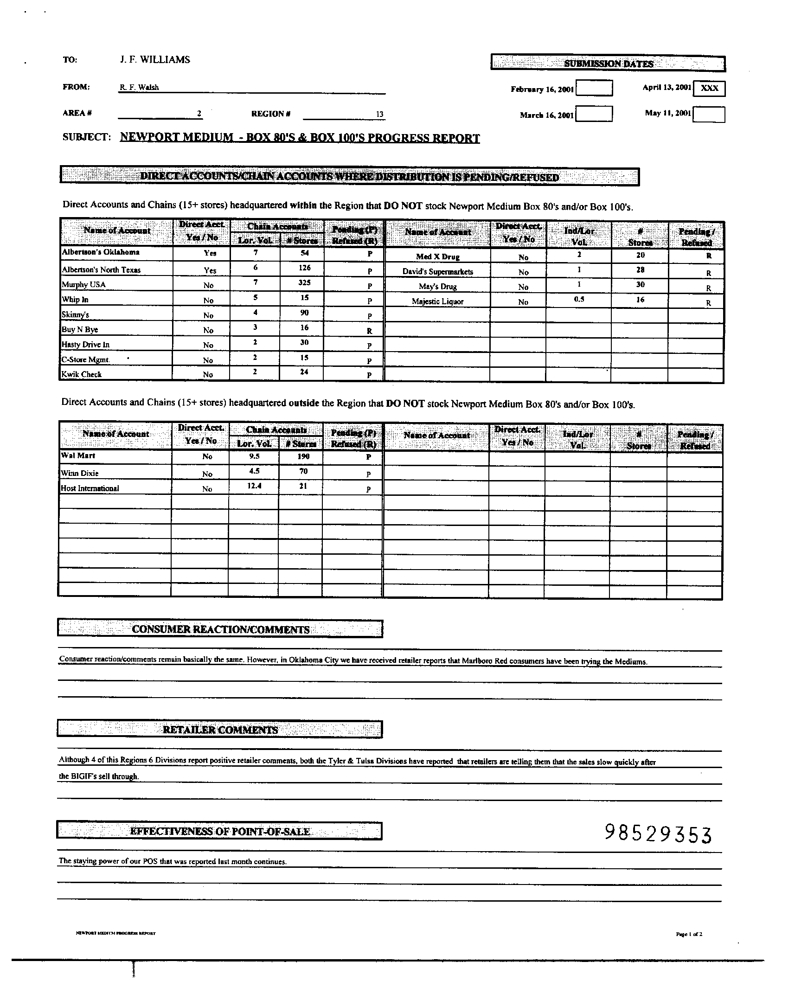 TO: J. F. WILLIAMS
SUBMISSION DATES
FROM: R. F. Walsh
February 16, 2001 April 13, 2001 XXX
AREA # 2 REGION # 13
March 16, 2001 May 11, 2001
SUBJECT: NEWPORT MEDIUM - BOX 80'S & BOX 100'S PROGRESS REPORT
DIRECT ACCOUNTS/CHAIN ACCOUNTS WHERE DISTRIBUTION IS PENDING/REFUSED
Direct Accounts and Chains (15+ stores) headquartered within the Region that DO NOT stock Newport Medium Box 80's and/or Box 100's.
Name of Account Direct Acct. Chain Accounts Pending (P) Name of Account Direct Acct. Ind/Lor # Pending /
Yes / No Lor. Vol. # Stores Refused (R) Yes / No Vol. Stores Refused
Albertson's Oklahoma Yes 7 54 P Med X Drug No 2 20 R
Albertson's North Texas Yes 6 126 P David's Supermarkets No 1 28 R
Murphy USA No 7 325 P May's Drug No 1 30 R
Whip In No 5 15 P Majestic Liquor No 0.5 16 R
Skinny's No 4 90 P
Buy N Bye No 3 16 R
Hasty Drive In No 2 30 P
C-Store Mgmt. No 2 15 P
Kwik Check No 2 24 P
Direct Accounts and Chains (15+ stores) headquartered outside the Region that DO NOT stock Newport Medium Box 80's and/or Box 100's.
Name of Account Direct Acct. Chain Accounts Pending (P) Name of Account Direct Acct. Ind/Lor # Pending /
Yes / No Lor. Vol. # Stores Refused (R) Yes / No Vol. Stores Refused
Wal Mart No 9.5 190 P
Winn Dixie No 4.5 70 P
Host International No 12.4 21 P
CONSUMER REACTION/COMMENTS
Consumer reaction/comments remain basically the same. However, in Oklahoma City we have received retailer reports that Marlboro Red consumers have been trying the Mediums.
RETAILER COMMENTS
Although 4 of this Regions 6 Divisions report positive retailer comments, both the Tyler & Tulsa Divisions have reported that retailers are telling them that the sales slow quickly after
the BIGIF's sell through.
EFFECTIVENESS OF POINT-OF-SALE
98529353
The staying power of our POS that was reported last month continues.
NEWPORT MEDIUM PROGRESS REPORT Page 1 of 2